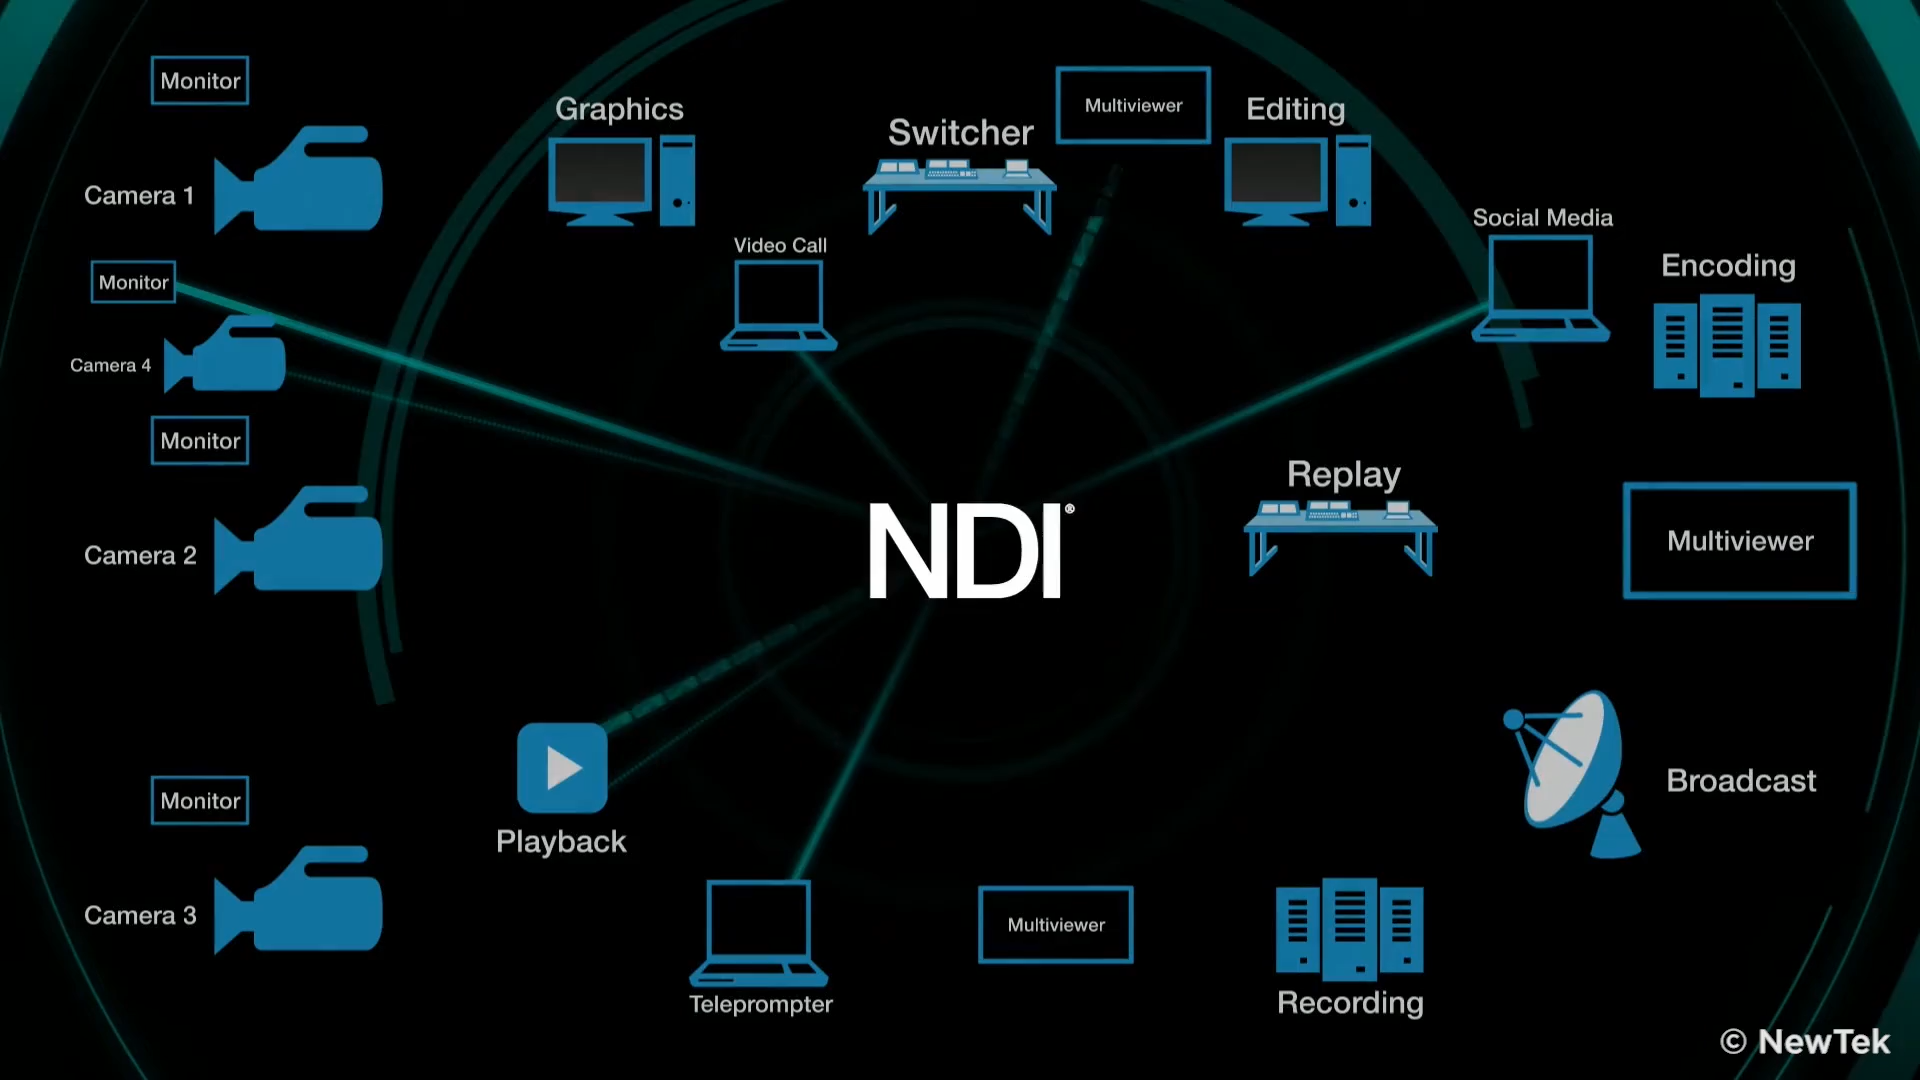 Monitor
Camera 1
Monitor
Camera 4
Monitor
Camera 2
Monitor
Camera 3
Graphics
Video Call
Switcher
Multiviewer
Editing
Social Media
Encoding
NDI®
Replay
Multiviewer
Playback
Teleprompter
Multiviewer
Recording
Broadcast
© NewTek